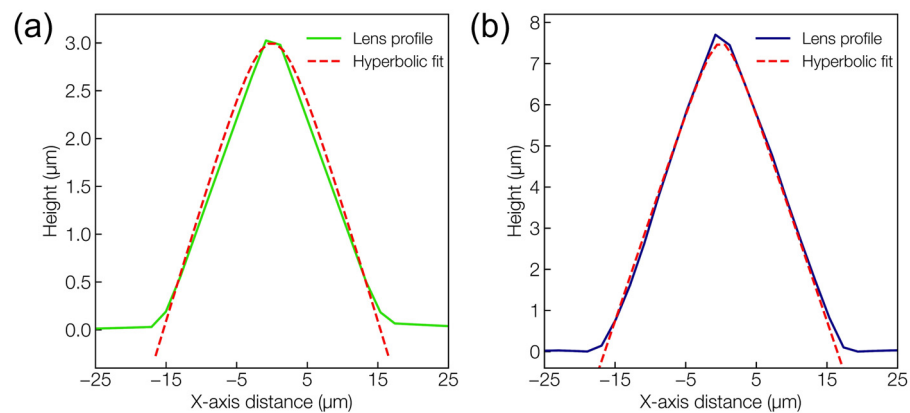 (a)
Lens profile
Hyperbolic fit
3.0
2.5
2.0
1.5
1.0
0.5
0.0
Height (µm)
−25 −15 −5 5 15 25
X-axis distance (µm)
(b)
Lens profile
Hyperbolic fit
8
7
6
5
4
3
2
1
0
Height (µm)
−25 −15 −5 5 15 25
X-axis distance (µm)